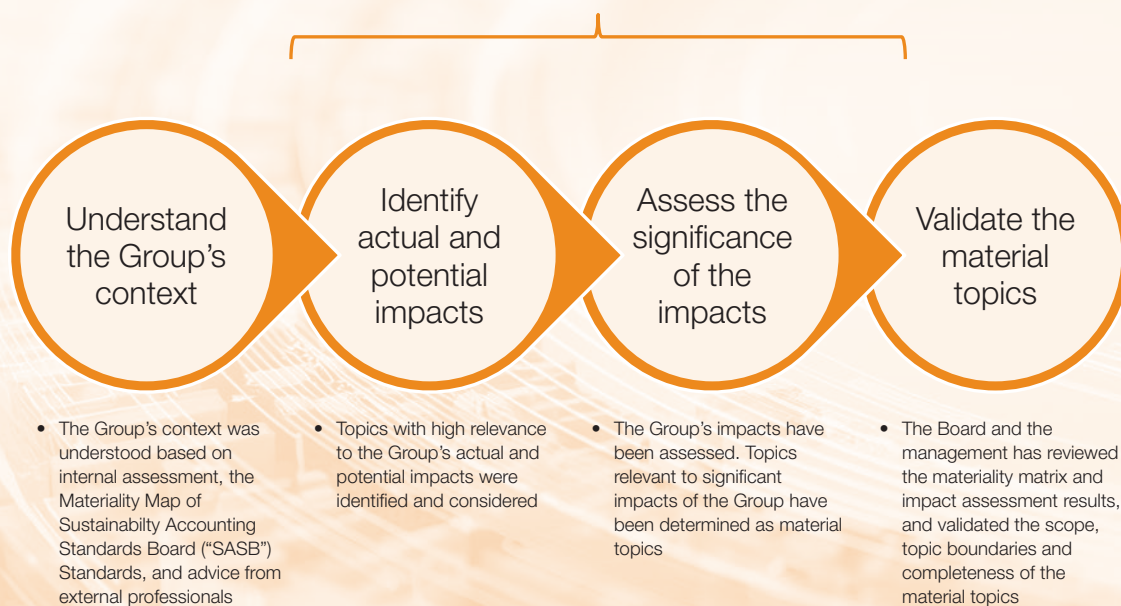 Understand
the Group’s
context
Identify
actual and
potential
impacts
Assess the
significance
of the
impacts
Validate the
material
topics
• The Group’s context was
understood based on
internal assessment, the
Materiality Map of
Sustainabilty Accounting
Standards Board (“SASB”)
Standards, and advice from
external professionals
• Topics with high relevance
to the Group’s actual and
potential impacts were
identified and considered
• The Group’s impacts have
been assessed. Topics
relevant to significant
impacts of the Group have
been determined as material
topics
• The Board and the
management has reviewed
the materiality matrix and
impact assessment results,
and validated the scope,
topic boundaries and
completeness of the
material topics